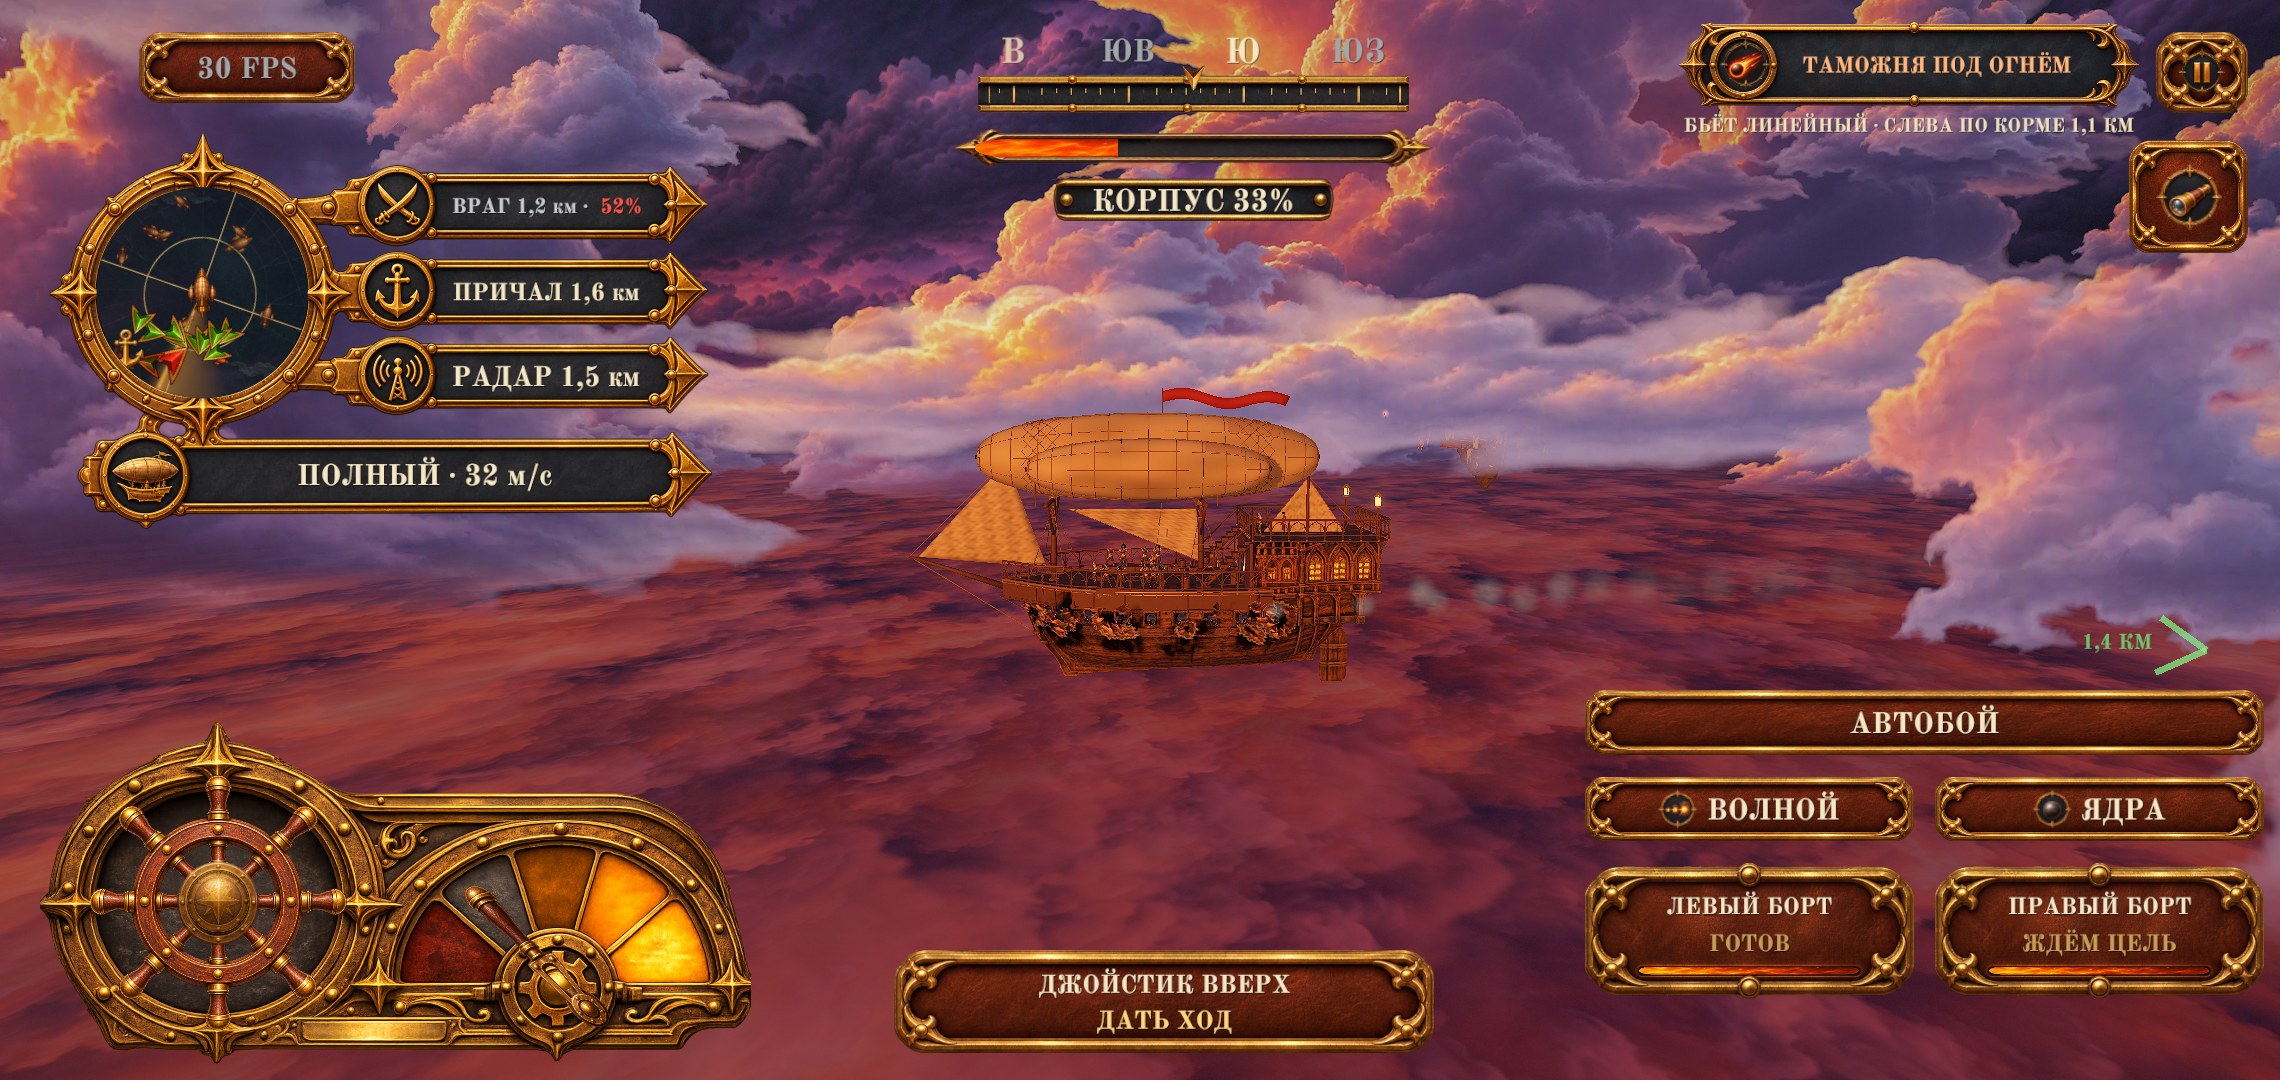 30 FPS
В ЮВ Ю ЮЗ
ТАМОЖНЯ ПОД ОГНЁМ
БЬЁТ ЛИНЕЙНЫЙ · СЛЕВА ПО КОРМЕ 1,1 КМ
КОРПУС 33%
ВРАГ 1,2 км · 52%
ПРИЧАЛ 1,6 км
РАДАР 1,5 км
ПОЛНЫЙ · 32 м/с
1,4 КМ
АВТОБОЙ
ВОЛНОЙ
ЯДРА
ЛЕВЫЙ БОРТ
ГОТОВ
ПРАВЫЙ БОРТ
ЖДЁМ ЦЕЛЬ
ДЖОЙСТИК ВВЕРХ
ДАТЬ ХОД